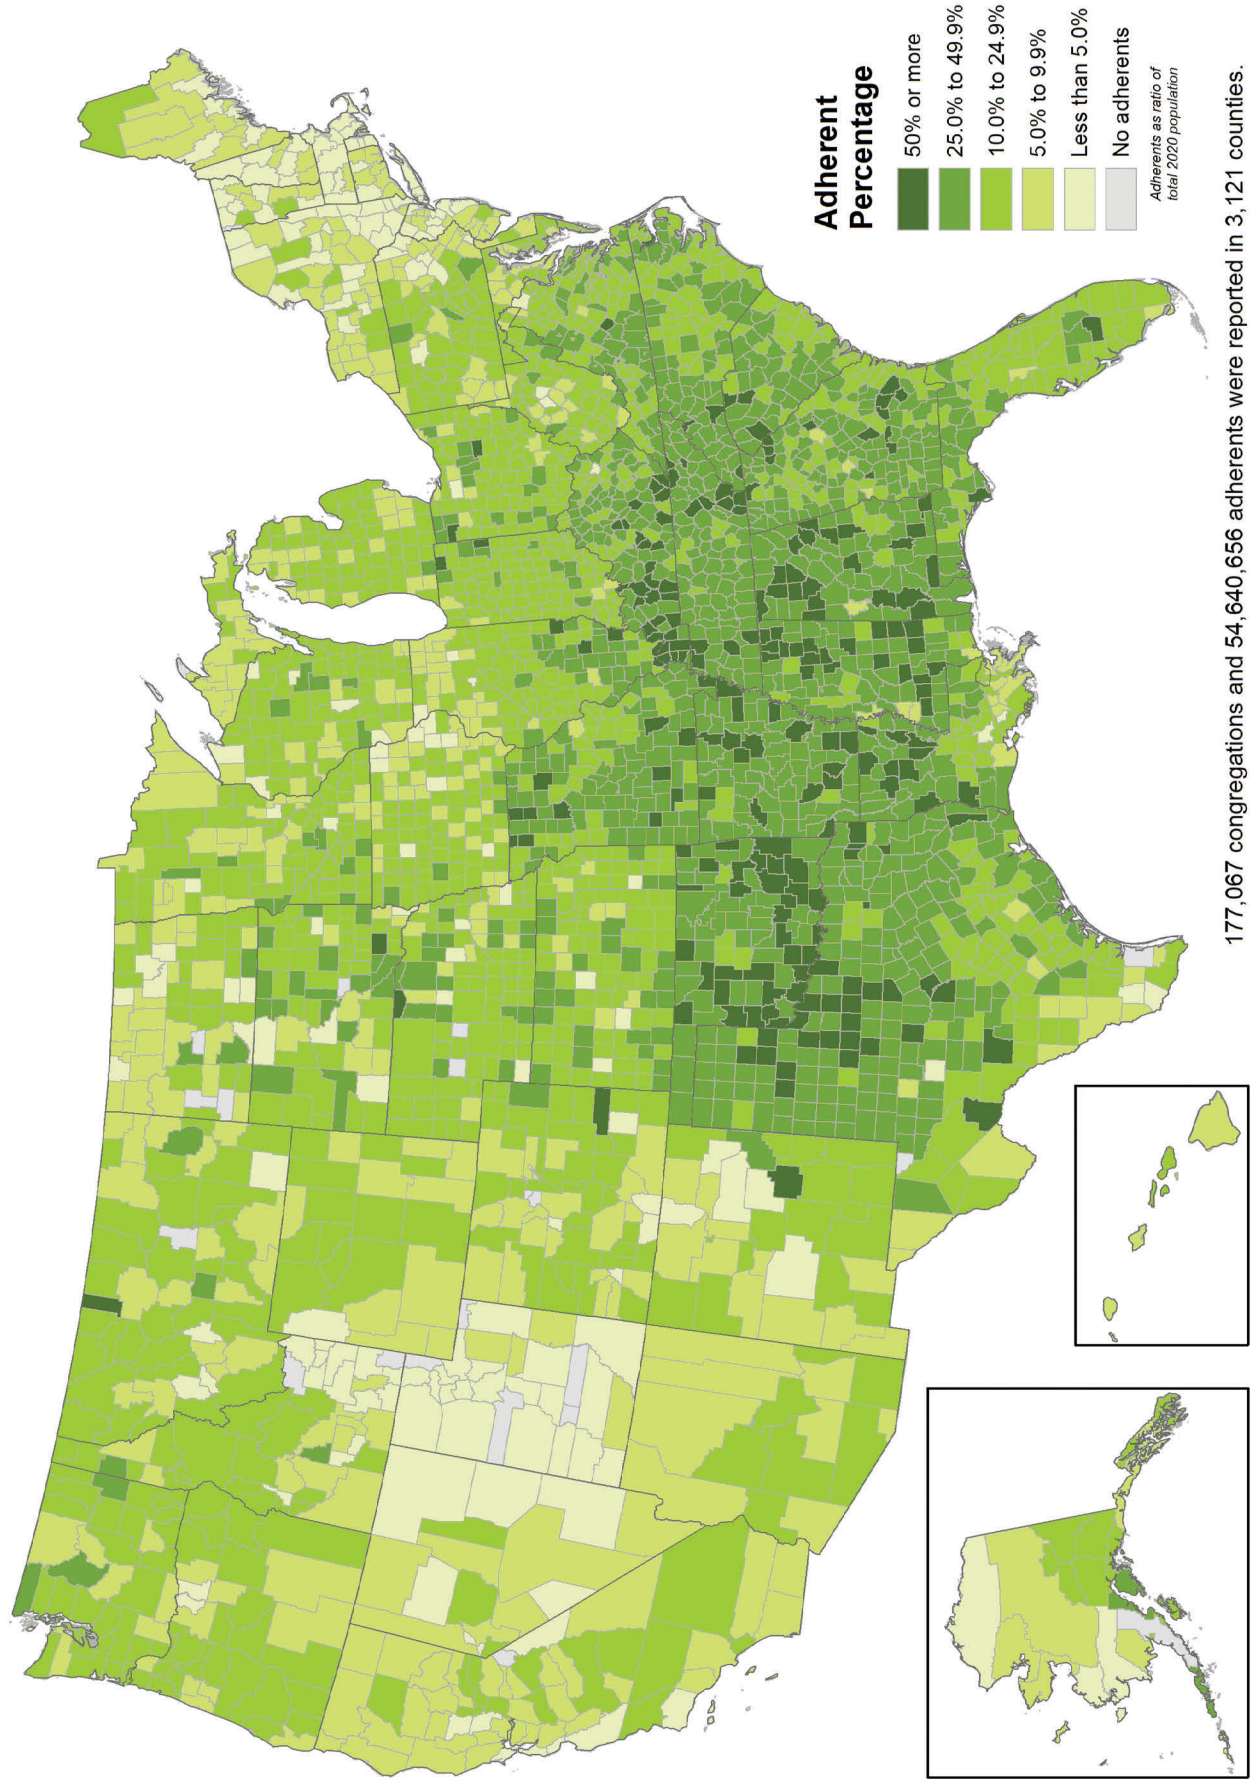 Adherent
Percentage
50% or more
25.0% to 49.9%
10.0% to 24.9%
5.0% to 9.9%
Less than 5.0%
No adherents
Adherents as ratio of
total 2020 population
177,067 congregations and 54,640,656 adherents were reported in 3,121 counties.